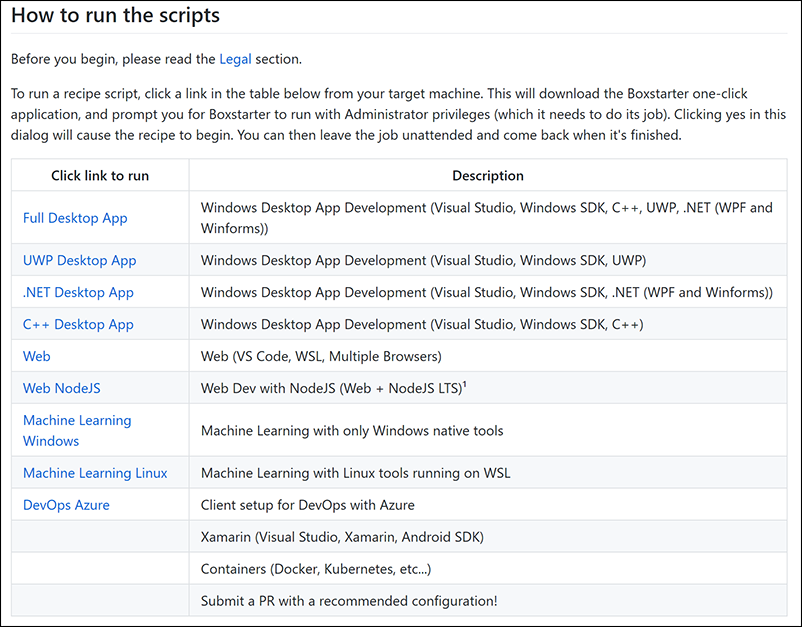 How to run the scripts
Before you begin, please read the Legal section.
To run a recipe script, click a link in the table below from your target machine. This will download the Boxstarter one-click
application, and prompt you for Boxstarter to run with Administrator privileges (which it needs to do its job). Clicking yes in this
dialog will cause the recipe to begin. You can then leave the job unattended and come back when it's finished.
Click link to run Description
Full Desktop App Windows Desktop App Development (Visual Studio, Windows SDK, C++, UWP, .NET (WPF and
Winforms))
UWP Desktop App Windows Desktop App Development (Visual Studio, Windows SDK, UWP)
.NET Desktop App Windows Desktop App Development (Visual Studio, Windows SDK, .NET (WPF and Winforms))
C++ Desktop App Windows Desktop App Development (Visual Studio, Windows SDK, C++)
Web Web (VS Code, WSL, Multiple Browsers)
Web NodeJS Web Dev with NodeJS (Web + NodeJS LTS)¹
Machine Learning
Windows Machine Learning with only Windows native tools
Machine Learning Linux Machine Learning with Linux tools running on WSL
DevOps Azure Client setup for DevOps with Azure
Xamarin (Visual Studio, Xamarin, Android SDK)
Containers (Docker, Kubernetes, etc...)
Submit a PR with a recommended configuration!